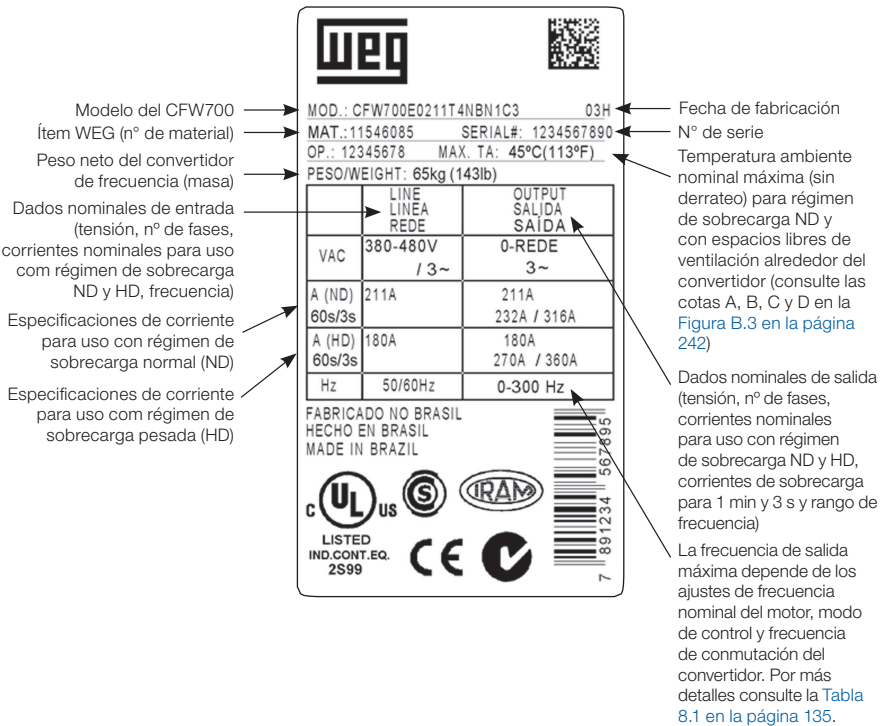 weg
Modelo del CFW700
Ítem WEG (n° de material)
Peso neto del convertidor
de frecuencia (masa)
Dados nominales de entrada
(tensión, nº de fases,
corrientes nominales para uso
com régimen de sobrecarga
ND y HD, frecuencia)
Especificaciones de corriente
para uso con régimen de
sobrecarga normal (ND)
Especificaciones de corriente
para uso com régimen de
sobrecarga pesada (HD)
MOD.: CFW700E0211T4NBN1C3 03H
MAT.:11546085 SERIAL#: 1234567890
OP.: 12345678 MAX. TA: 45ºC(113ºF)
PESO/WEIGHT: 65kg (143lb)
LINE OUTPUT
LINEA SALIDA
REDE SAÍDA
VAC 380-480V 0-REDE
/ 3~ 3~
A (ND) 211A 211A
60s/3s 232A / 316A
A (HD) 180A 180A
60s/3s 270A / 360A
Hz 50/60Hz 0-300 Hz
FABRICADO NO BRASIL
HECHO EN BRASIL
MADE IN BRAZIL
C UL US
S
IRAM
LISTED
IND.CONT.EQ.
2S99
CE
7 891234 567895
Fecha de fabricación
N° de serie
Temperatura ambiente
nominal máxima (sin
derrateo) para régimen
de sobrecarga ND y
con espacios libres de
ventilación alrededor del
convertidor (consulte las
cotas A, B, C y D en la
Figura B.3 en la página
242)
Dados nominales de salida
(tensión, nº de fases,
corrientes nominales
para uso con régimen
de sobrecarga ND y HD,
corrientes de sobrecarga
para 1 min y 3 s y rango de
frecuencia)
La frecuencia de salida
máxima depende de los
ajustes de frecuencia
nominal del motor, modo
de control y frecuencia
de conmutación del
convertidor. Por más
detalles consulte la Tabla
8.1 en la página 135.